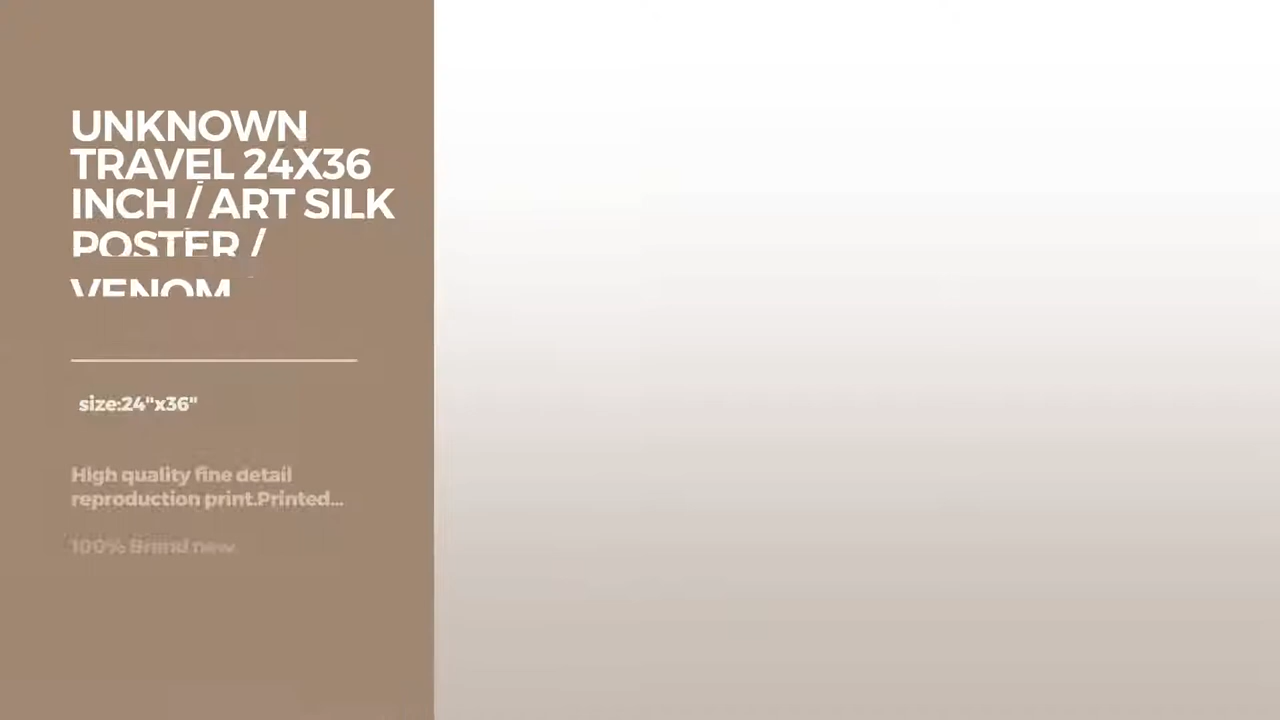 UNKNOWN
TRAVEL 24X36
INCH / ART SILK
POSTER /
VENOM
size:24"x36"
High quality fine detail
reproduction print.Printed...
100% Brand new